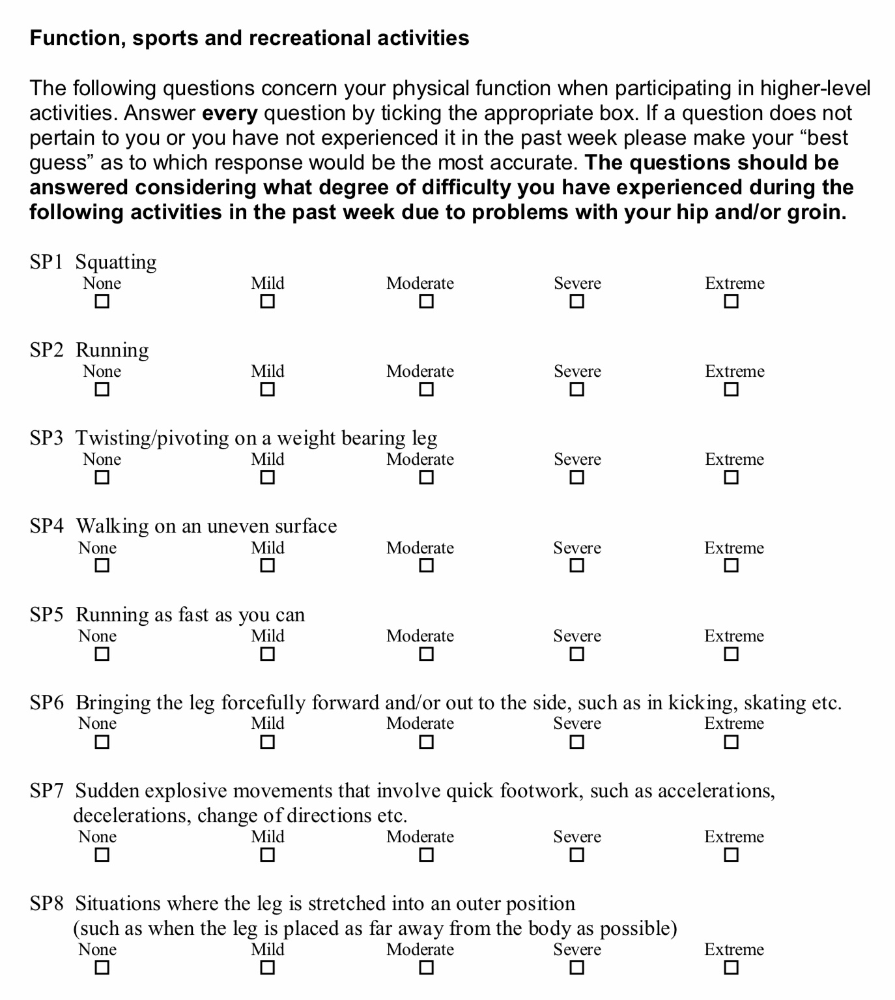 Function, sports and recreational activities
The following questions concern your physical function when participating in higher-level
activities. Answer every question by ticking the appropriate box. If a question does not
pertain to you or you have not experienced it in the past week please make your “best
guess” as to which response would be the most accurate. The questions should be
answered considering what degree of difficulty you have experienced during the
following activities in the past week due to problems with your hip and/or groin.
SP1 Squatting
None Mild Moderate Severe Extreme
SP2 Running
None Mild Moderate Severe Extreme
SP3 Twisting/pivoting on a weight bearing leg
None Mild Moderate Severe Extreme
SP4 Walking on an uneven surface
None Mild Moderate Severe Extreme
SP5 Running as fast as you can
None Mild Moderate Severe Extreme
SP6 Bringing the leg forcefully forward and/or out to the side, such as in kicking, skating etc.
None Mild Moderate Severe Extreme
SP7 Sudden explosive movements that involve quick footwork, such as accelerations,
decelerations, change of directions etc.
None Mild Moderate Severe Extreme
SP8 Situations where the leg is stretched into an outer position
(such as when the leg is placed as far away from the body as possible)
None Mild Moderate Severe Extreme